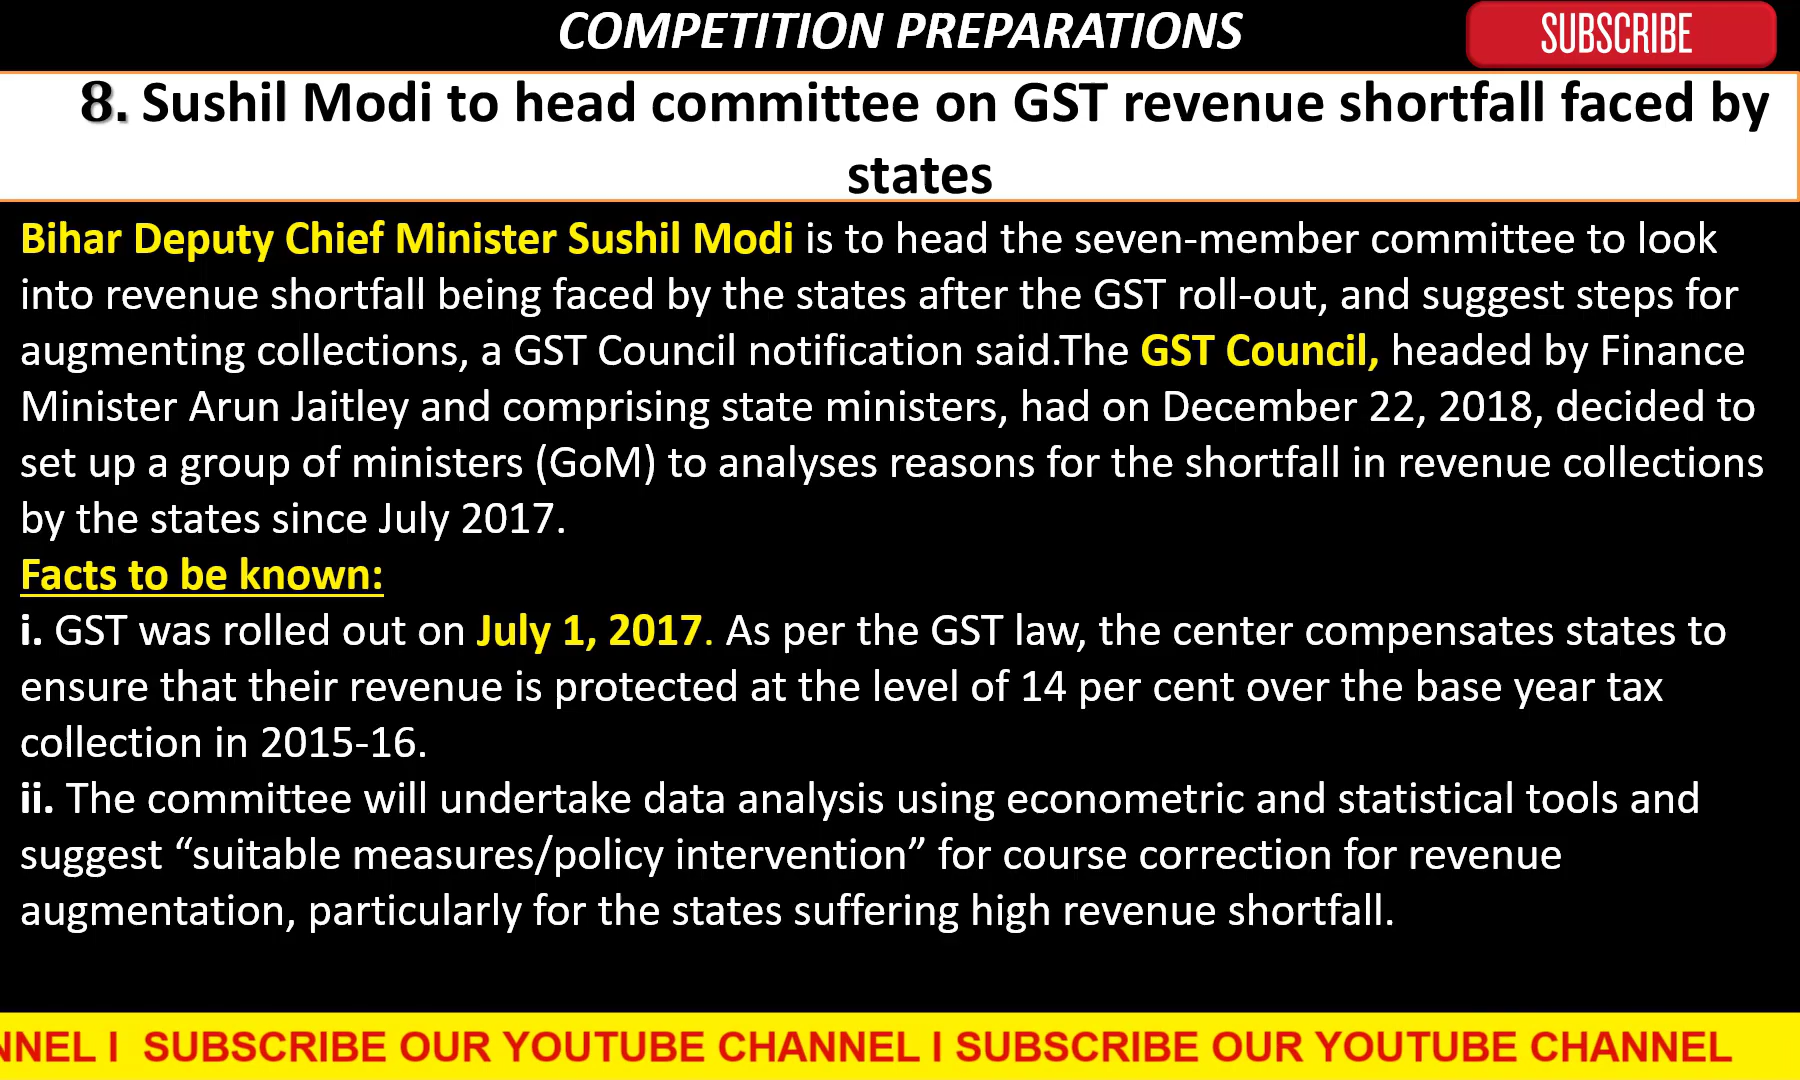 COMPETITION PREPARATIONS
SUBSCRIBE
8. Sushil Modi to head committee on GST revenue shortfall faced by
states
Bihar Deputy Chief Minister Sushil Modi is to head the seven-member committee to look
into revenue shortfall being faced by the states after the GST roll-out, and suggest steps for
augmenting collections, a GST Council notification said.The GST Council, headed by Finance
Minister Arun Jaitley and comprising state ministers, had on December 22, 2018, decided to
set up a group of ministers (GoM) to analyses reasons for the shortfall in revenue collections
by the states since July 2017.
Facts to be known:
i. GST was rolled out on July 1, 2017. As per the GST law, the center compensates states to
ensure that their revenue is protected at the level of 14 per cent over the base year tax
collection in 2015-16.
ii. The committee will undertake data analysis using econometric and statistical tools and
suggest “suitable measures/policy intervention” for course correction for revenue
augmentation, particularly for the states suffering high revenue shortfall.
NNEL I  SUBSCRIBE OUR YOUTUBE CHANNEL I SUBSCRIBE OUR YOUTUBE CHANNEL